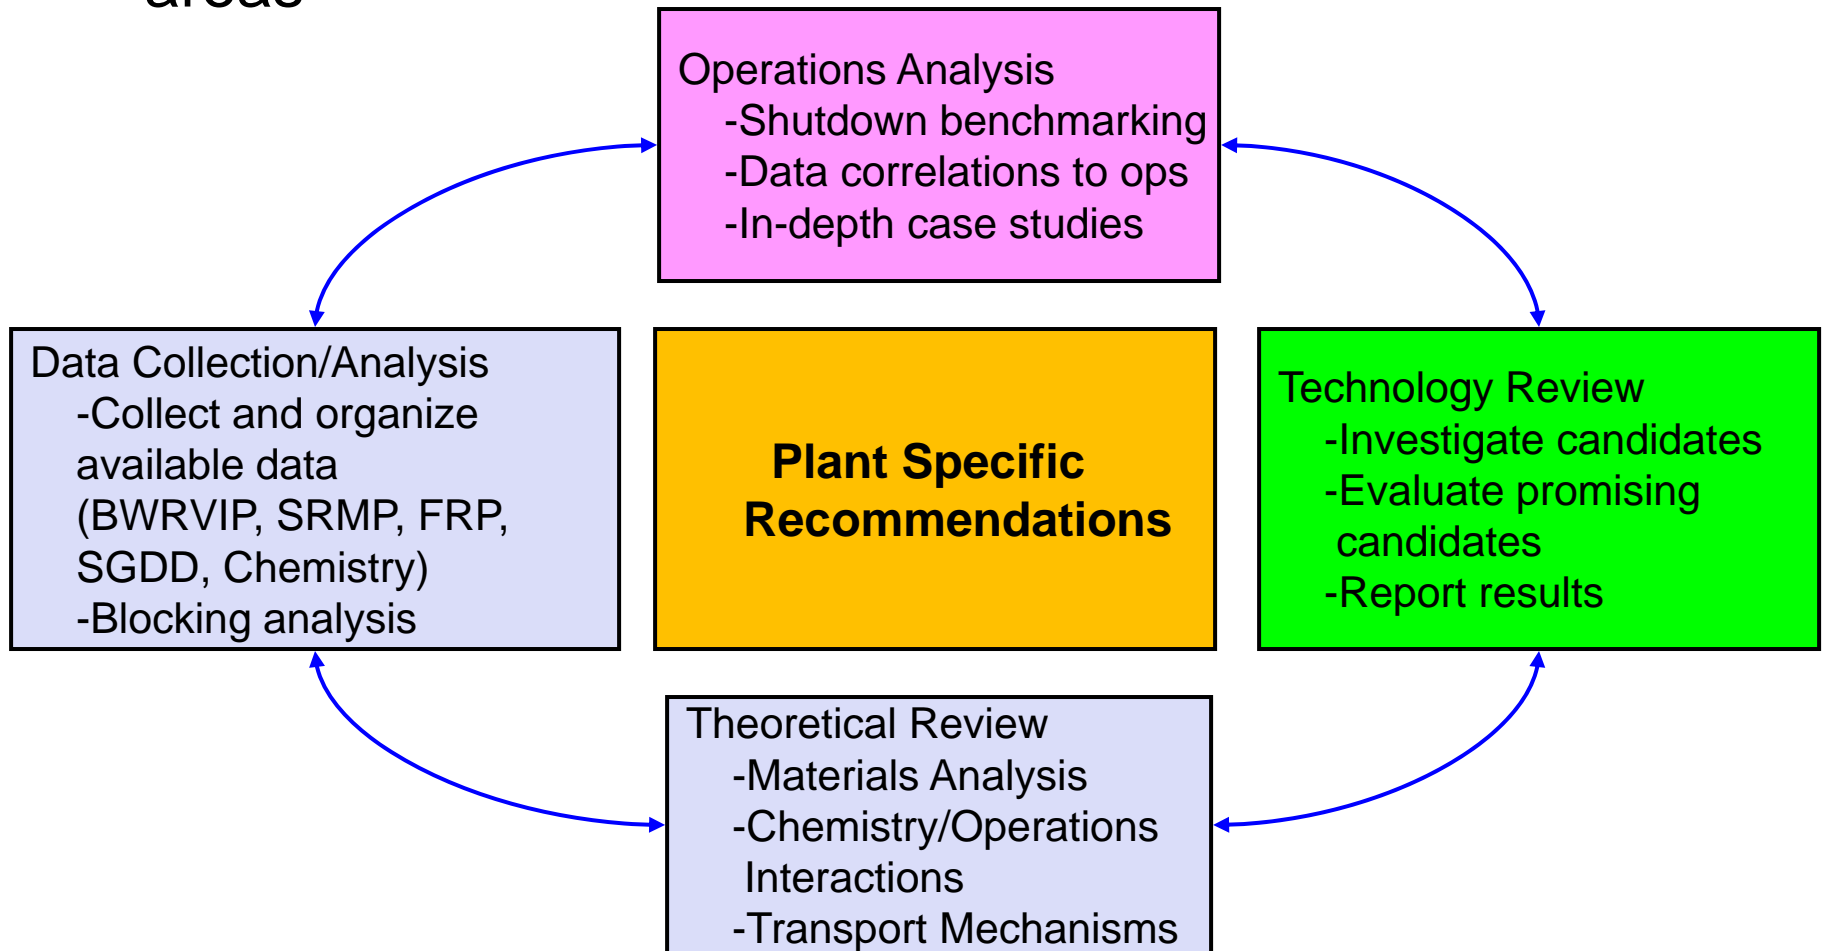 areas
Operations Analysis
-Shutdown benchmarking
-Data correlations to ops
-In-depth case studies
Data Collection/Analysis
-Collect and organize
available data
(BWRVIP, SRMP, FRP,
SGDD, Chemistry)
-Blocking analysis
Plant Specific
Recommendations
Technology Review
-Investigate candidates
-Evaluate promising
candidates
-Report results
Theoretical Review
-Materials Analysis
-Chemistry/Operations
Interactions
-Transport Mechanisms